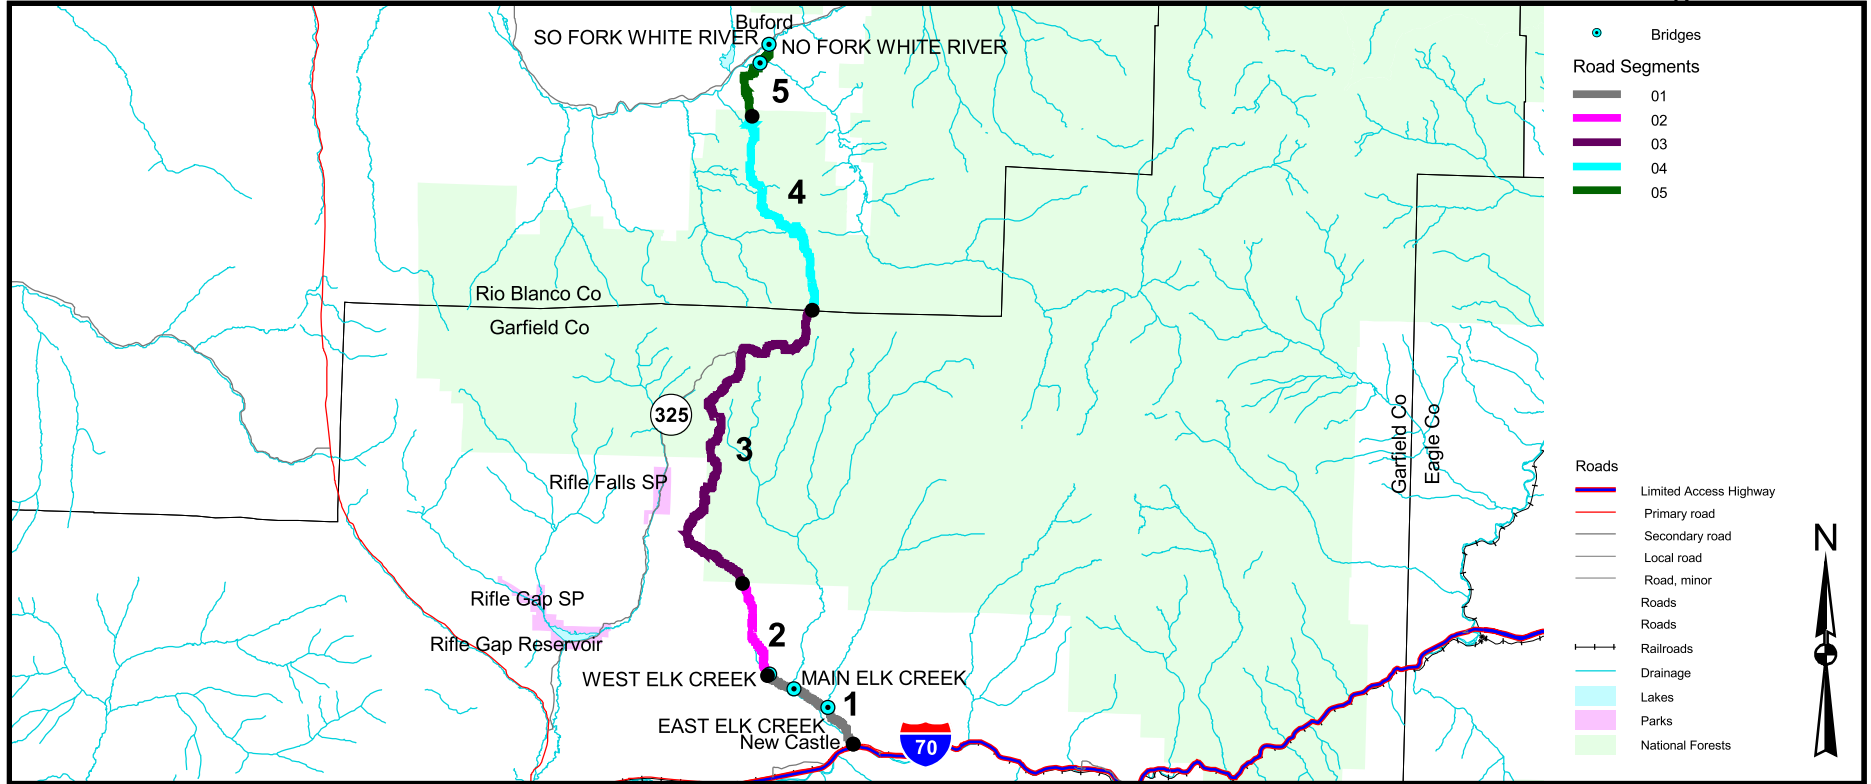 Buford
SO FORK WHITE RIVER
NO FORK WHITE RIVER
5
4
Rio Blanco Co
Garfield Co
325
3
Rifle Falls SP
Garfield Co
Eagle Co
Rifle Gap SP
Rifle Gap Reservoir
2
WEST ELK CREEK
MAIN ELK CREEK
1
EAST ELK CREEK
New Castle
70
Bridges
Road Segments
01
02
03
04
05
Roads
Limited Access Highway
Primary road
Secondary road
Local road
Road, minor
Roads
Roads
Railroads
Drainage
Lakes
Parks
National Forests
N